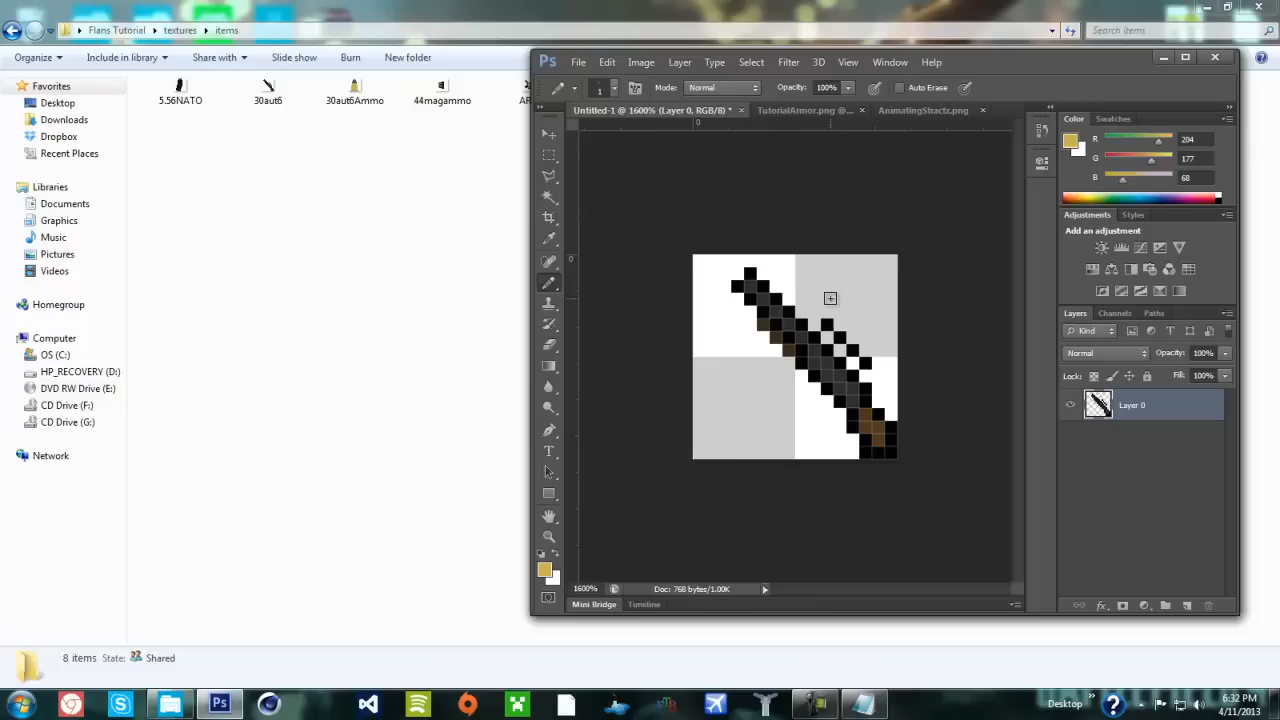 Flans Tutorial textures items
Search items
Organize Include in library Share with Slide show Burn New folder
Favorites
Desktop
Downloads
Dropbox
Recent Places
Libraries
Documents
Graphics
Music
Pictures
Videos
Homegroup
Computer
OS (C:)
HP_RECOVERY (D:)
DVD RW Drive (E:)
CD Drive (F:)
CD Drive (G:)
Network
5.56NATO 30aut6 30aut6Ammo 44magammo
8 items State: Shared
Ps File Edit Image Layer Type Select Filter 3D View Window Help
1 Mode: Normal Opacity: 100% Auto Erase
Untitled-1 @ 1600% (Layer 0, RGB/8) * × TutorialArmor.png @... × AnimatingStractz.png ×
0
0
Color Swatches
R 204
G 177
B 68
Adjustments Styles
Add an adjustment
Layers Channels Paths
Kind
Normal Opacity: 100%
Lock: Fill: 100%
Layer 0
T
1600% Doc: 768 bytes/1.00K
Mini Bridge Timeline
Ps
Desktop
6:32 PM
4/11/2013